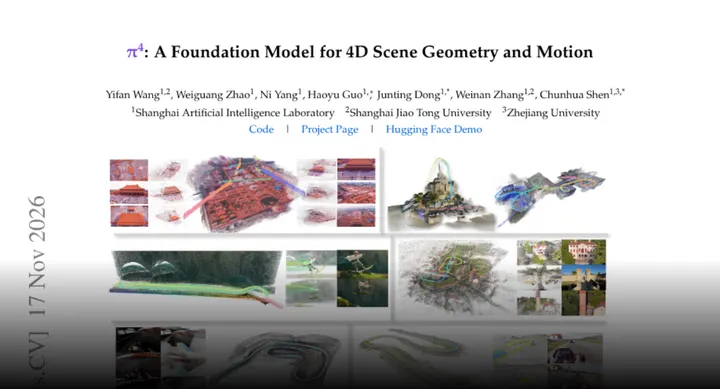 π⁴: A Foundation Model for 4D Scene Geometry and Motion
Yifan Wang1,2, Weiguang Zhao1, Ni Yang1, Haoyu Guo1,*, Junting Dong1,*, Weinan Zhang1,2, Chunhua Shen1,3,*
1Shanghai Artificial Intelligence Laboratory 2Shanghai Jiao Tong University 3Zhejiang University
Code | Project Page | Hugging Face Demo
s.CV] 17 Nov 2026